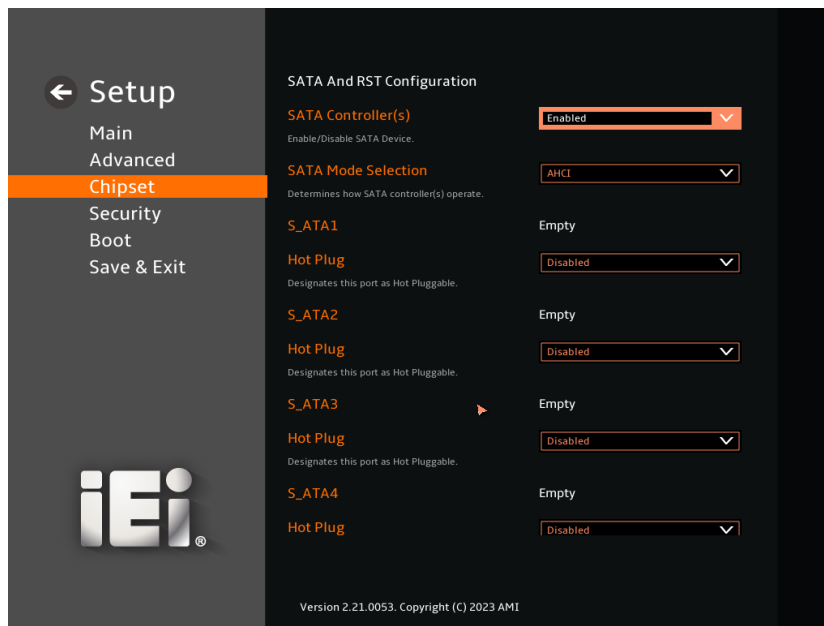 Setup
Main
Advanced
Chipset
Security
Boot
Save & Exit
iEi®
SATA And RST Configuration
SATA Controller(s) Enabled
Enable/Disable SATA Device.
SATA Mode Selection AHCI
Determines how SATA controller(s) operate.
S_ATA1 Empty
Hot Plug Disabled
Designates this port as Hot Pluggable.
S_ATA2 Empty
Hot Plug Disabled
Designates this port as Hot Pluggable.
S_ATA3 Empty
Hot Plug Disabled
Designates this port as Hot Pluggable.
S_ATA4 Empty
Hot Plug Disabled
Version 2.21.0053. Copyright (C) 2023 AMI